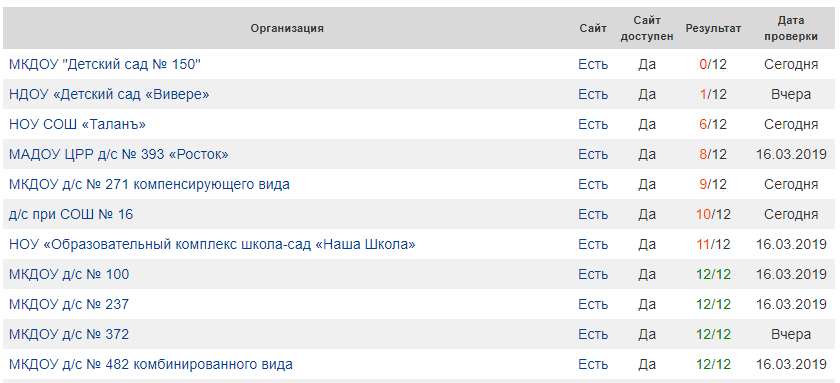 Организация Сайт Сайт доступен Результат Дата проверки
МКДОУ "Детский сад № 150" Есть Да 0/12 Сегодня
НДОУ «Детский сад «Вивере» Есть Да 1/12 Вчера
НОУ СОШ «Таланъ» Есть Да 6/12 Сегодня
МАДОУ ЦРР д/с № 393 «Росток» Есть Да 8/12 16.03.2019
МКДОУ д/с № 271 компенсирующего вида Есть Да 9/12 Сегодня
д/с при СОШ № 16 Есть Да 10/12 Сегодня
НОУ «Образовательный комплекс школа-сад «Наша Школа» Есть Да 11/12 16.03.2019
МКДОУ д/с № 100 Есть Да 12/12 16.03.2019
МКДОУ д/с № 237 Есть Да 12/12 16.03.2019
МКДОУ д/с № 372 Есть Да 12/12 Вчера
МКДОУ д/с № 482 комбинированного вида Есть Да 12/12 16.03.2019